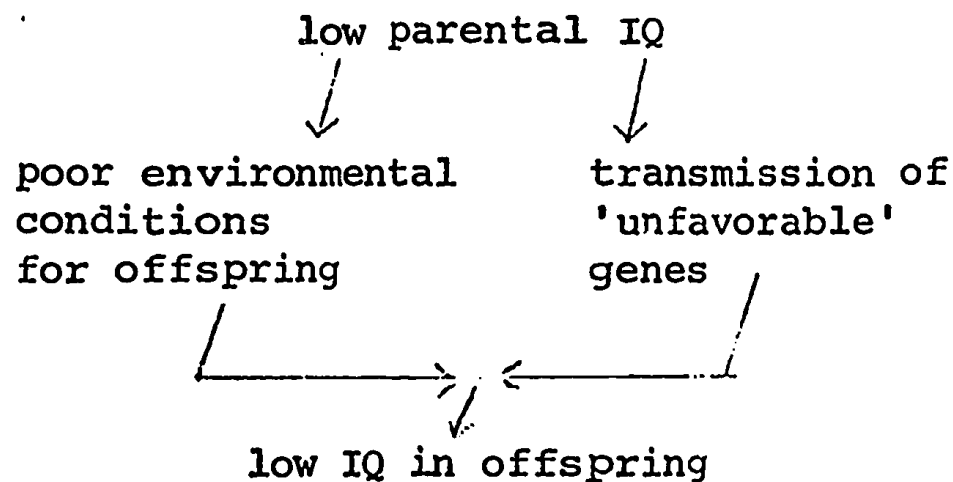 low parental IQ
poor environmental
conditions
for offspring
transmission of
'unfavorable'
genes
low IQ in offspring